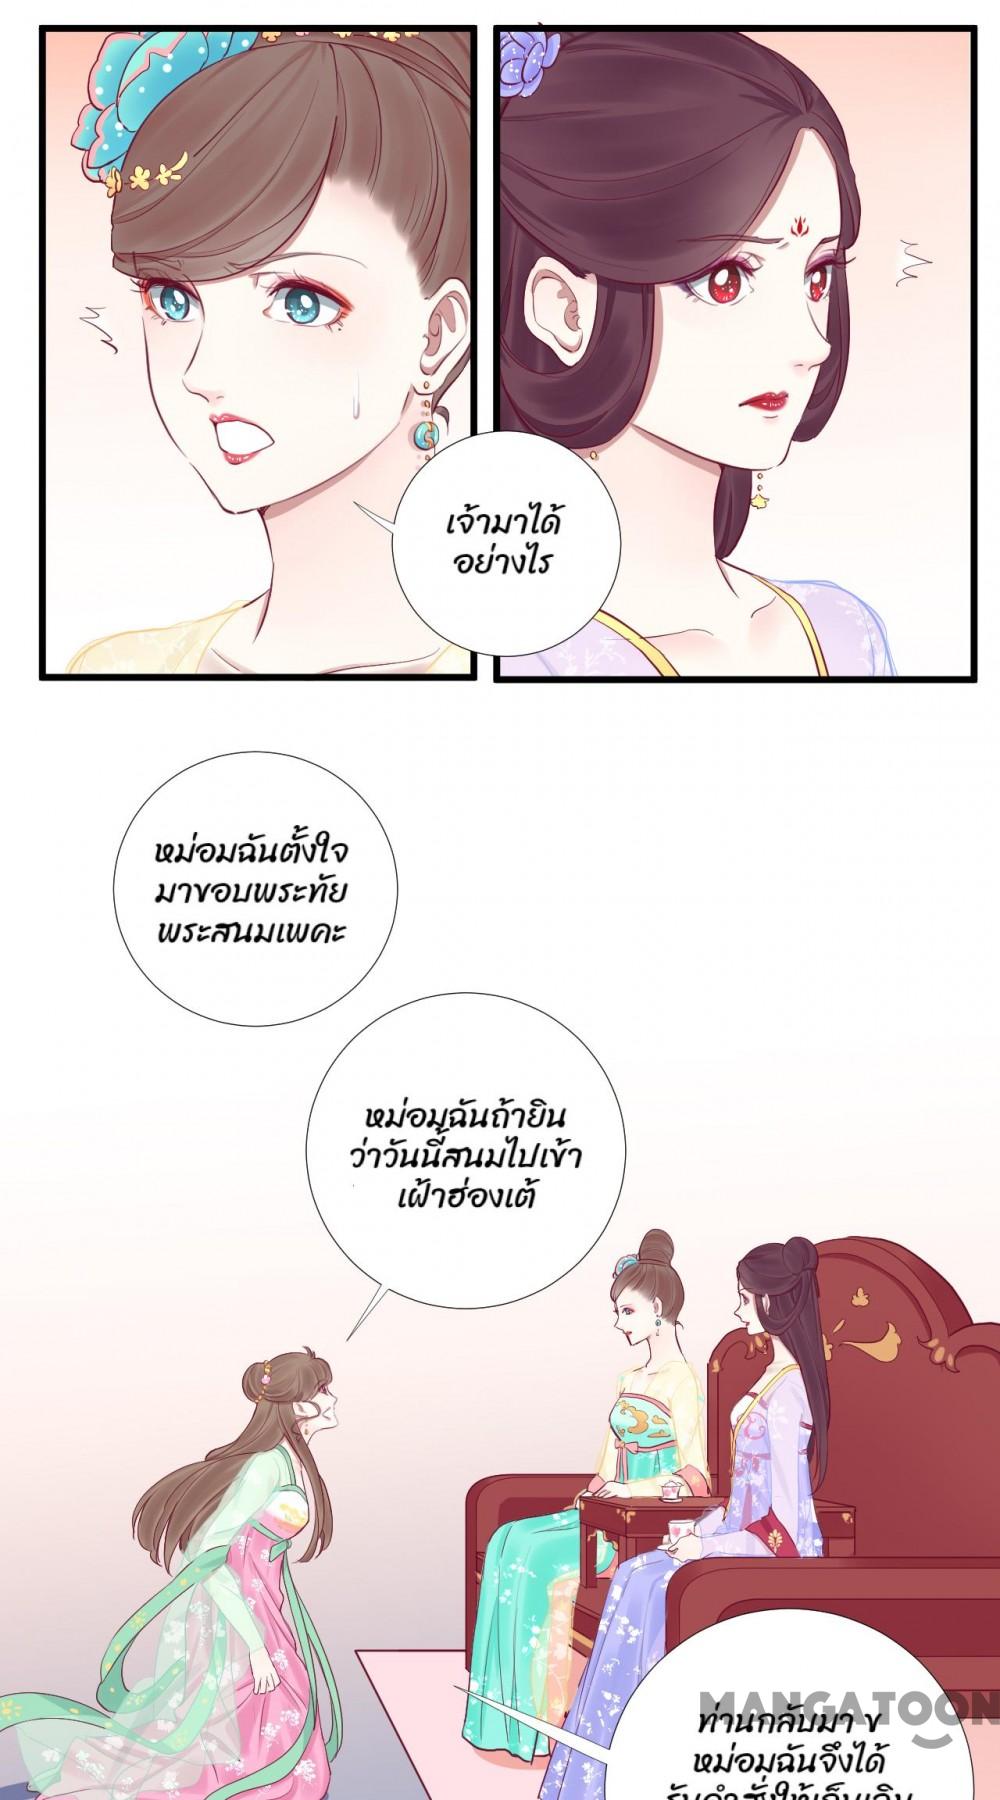 เจ้ามาได้
อย่างไร
หม่อมฉันตั้งใจ
มาขอบพระทัย
พระสนมเพคะ
หม่อมฉันถ้ายิน
ว่าวันนี้สนมไปเข้า
เฝ้าฮ่องเต้
MANGATOON
ท่านกลับมา ข
หม่อมฉันจึงได้